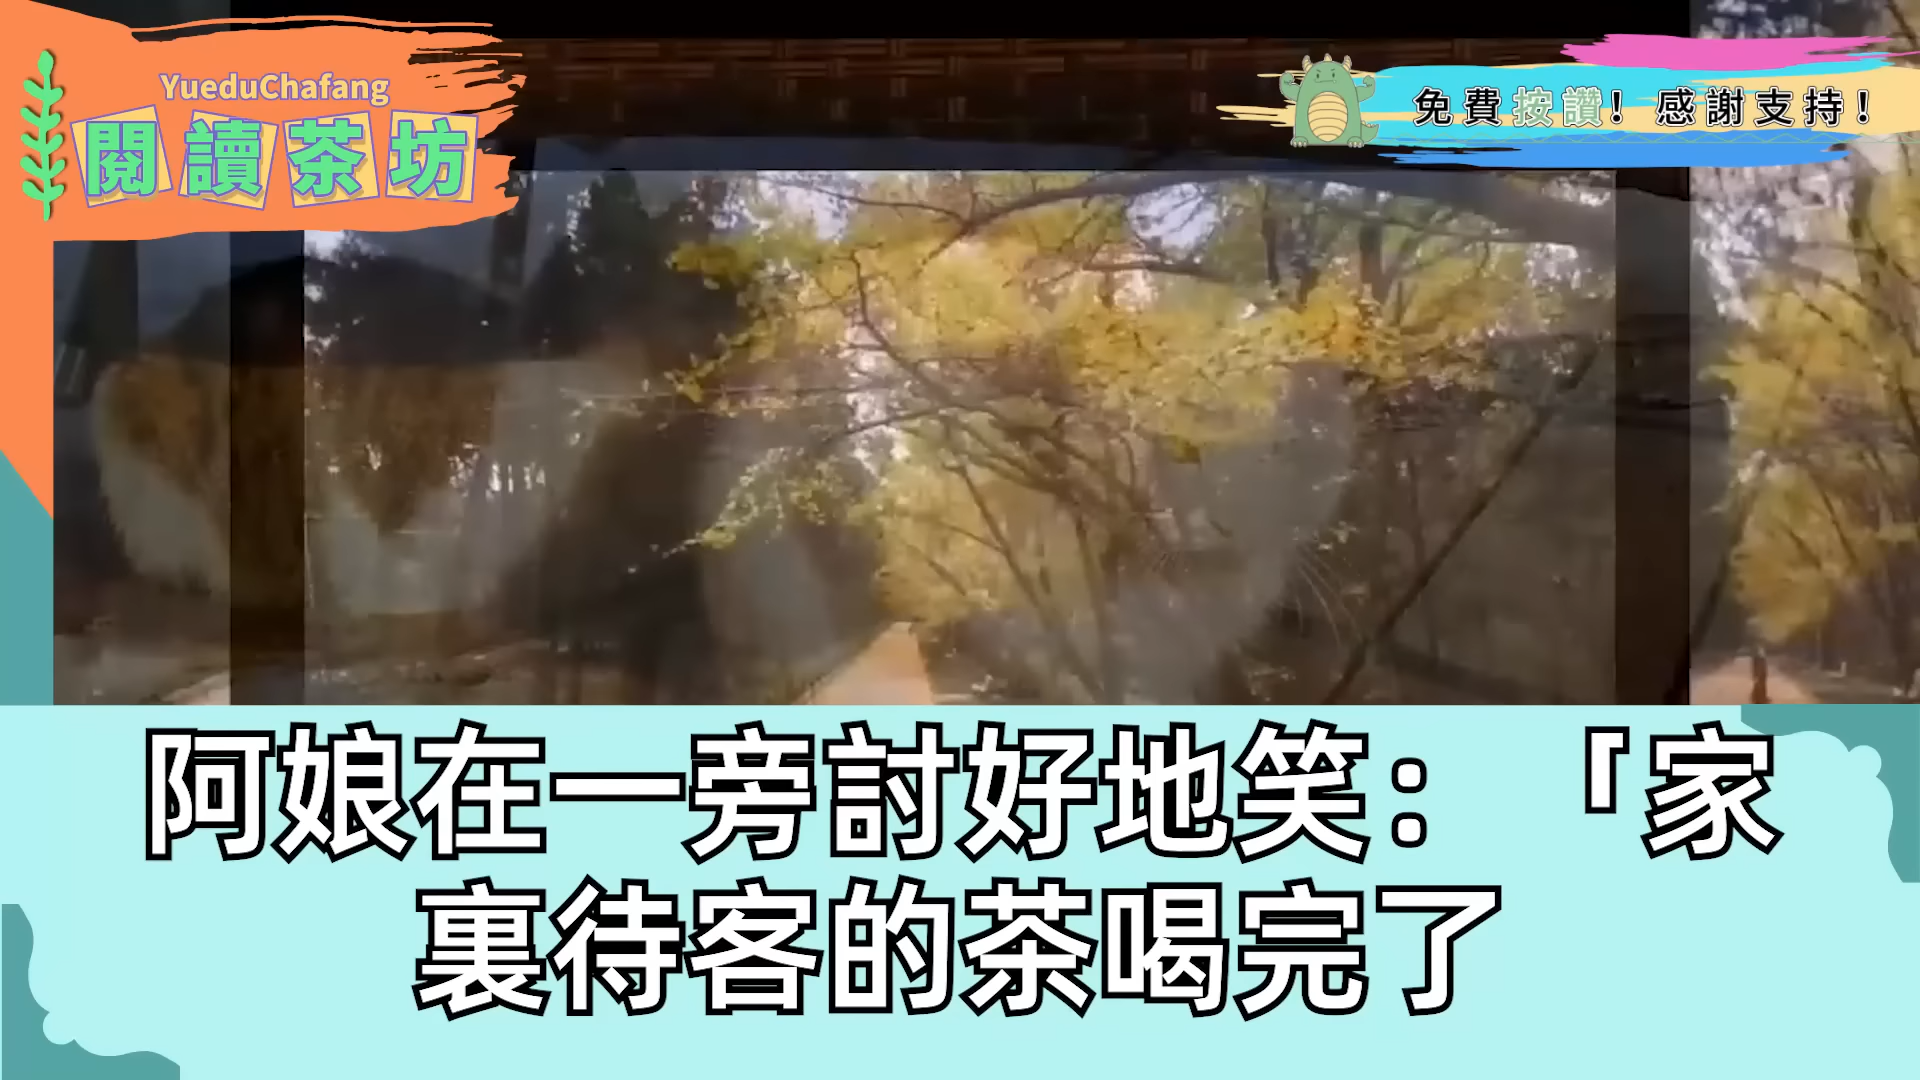 YueduChafang
閱讀茶坊
免費按讚！感謝支持！
阿娘在一旁討好地笑：「家
裏待客的茶喝完了